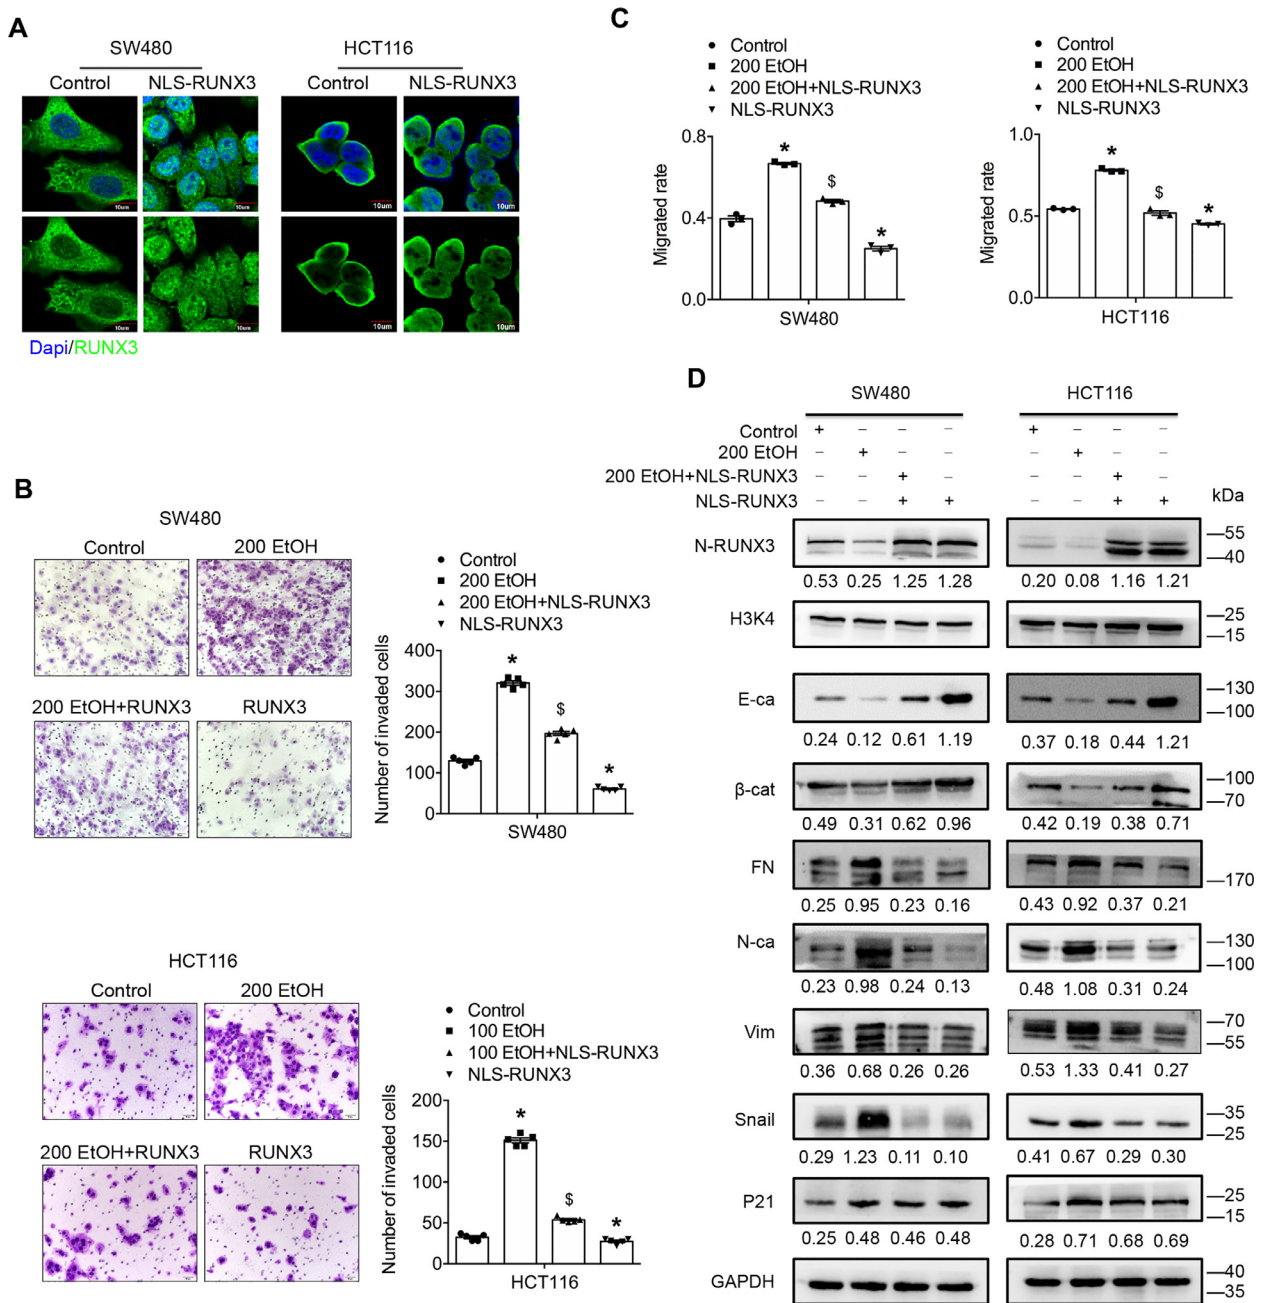 A
SW480
HCT116
Control
NLS-RUNX3
Control
NLS-RUNX3
10um
10um
10um
10um
10um
10um
10um
10um
Dapi/RUNX3
B
SW480
Control
200 EtOH
200 EtOH+RUNX3
RUNX3
Control
200 EtOH
200 EtOH+NLS-RUNX3
NLS-RUNX3
Number of invaded cells
400
300
200
100
0
*
$
*
SW480
HCT116
Control
200 EtOH
200 EtOH+RUNX3
RUNX3
Control
100 EtOH
100 EtOH+NLS-RUNX3
NLS-RUNX3
Number of invaded cells
200
150
100
50
0
*
$
*
HCT116
C
Control
200 EtOH
200 EtOH+NLS-RUNX3
NLS-RUNX3
Migrated rate
0.8
0.4
0.0
*
$
*
SW480
Control
200 EtOH
200 EtOH+NLS-RUNX3
NLS-RUNX3
Migrated rate
1.0
0.5
0.0
*
$
*
HCT116
D
SW480 HCT116
Control + − − − + − − −
200 EtOH − + − − − + − −
200 EtOH+NLS-RUNX3 − − + − − − + −
NLS-RUNX3 − − + + − − + +
kDa
N-RUNX3 —55
—40
0.53 0.25 1.25 1.28 0.20 0.08 1.16 1.21
H3K4 —25
—15
E-ca —130
—100
0.24 0.12 0.61 1.19 0.37 0.18 0.44 1.21
β-cat —100
—70
0.49 0.31 0.62 0.96 0.42 0.19 0.38 0.71
FN —170
0.25 0.95 0.23 0.16 0.43 0.92 0.37 0.21
N-ca —130
—100
0.23 0.98 0.24 0.13 0.48 1.08 0.31 0.24
Vim —70
—55
0.36 0.68 0.26 0.26 0.53 1.33 0.41 0.27
Snail —35
—25
0.29 1.23 0.11 0.10 0.41 0.67 0.29 0.30
P21 —25
—15
0.25 0.48 0.46 0.48 0.28 0.71 0.68 0.69
GAPDH —40
—35